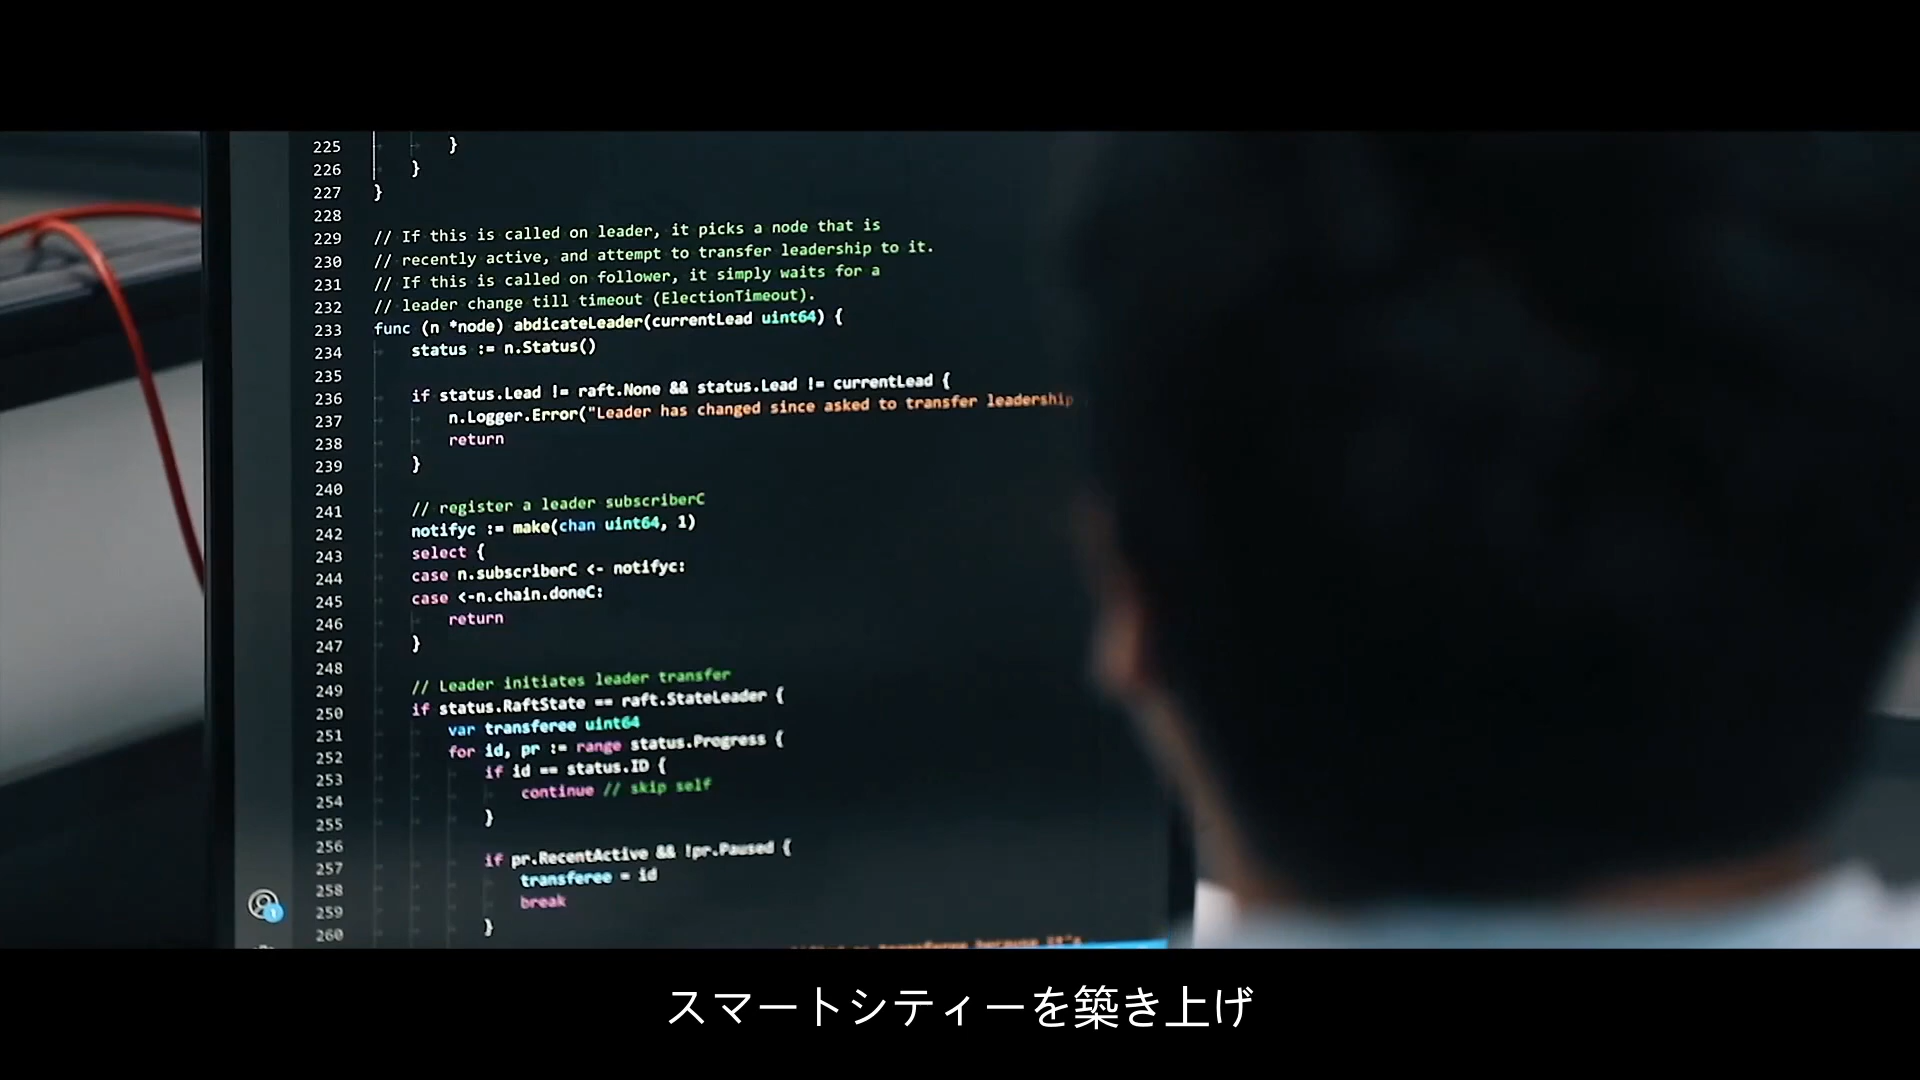 225 }
226 }
227 }
228
229 // If this is called on leader, it picks a node that is
230 // recently active, and attempt to transfer leadership to it.
231 // If this is called on follower, it simply waits for a
232 // leader change till timeout (ElectionTimeout).
233 func (n *node) abdicateLeader(currentLead uint64) {
234 status := n.Status()
235
236 if status.Lead != raft.None && status.Lead != currentLead {
237 n.Logger.Error("Leader has changed since asked to transfer leadership
238 return
239 }
240
241 // register a leader subscriberC
242 notifyc := make(chan uint64, 1)
243 select {
244 case n.subscriberC <- notifyc:
245 case <-n.chain.doneC:
246 return
247 }
248
249 // Leader initiates leader transfer
250 if status.RaftState == raft.StateLeader {
251 var transferee uint64
252 for id, pr := range status.Progress {
253 if id == status.ID {
254 continue // skip self
255 }
256
257 if pr.RecentActive && !pr.Paused {
258 transferee = id
259 break
260 }
1
スマートシティーを築き上げ